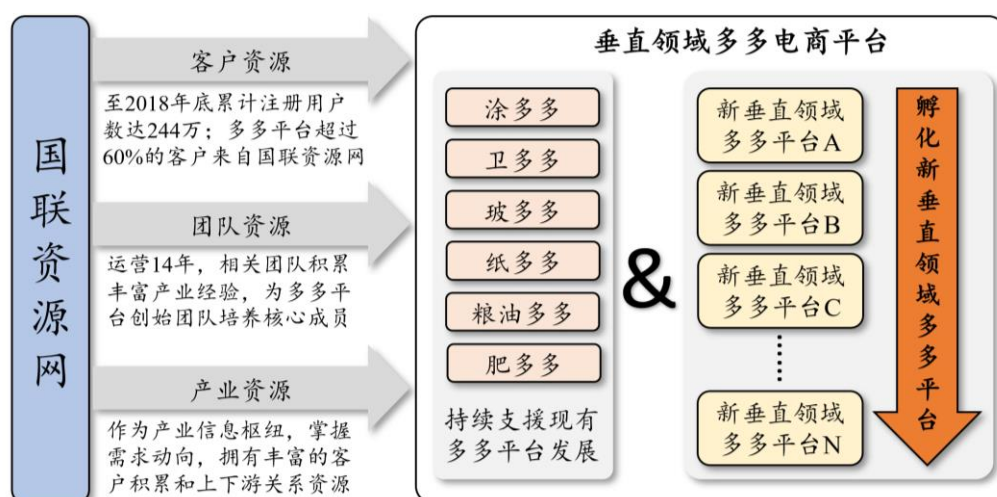 国联资源网
客户资源
至2018年底累计注册用户
数达244万；多多平台超过
60%的客户来自国联资源网
团队资源
运营14年，相关团队积累
丰富产业经验，为多多平
台创始团队培养核心成员
产业资源
作为产业信息枢纽，掌握
需求动向，拥有丰富的客
户积累和上下游关系资源
垂直领域多多电商平台
涂多多
卫多多
玻多多
纸多多
粮油多多
肥多多
持续支援现有
多多平台发展
&
新垂直领域
多多平台A
新垂直领域
多多平台B
新垂直领域
多多平台C
······
新垂直领域
多多平台N
孵化新垂直领域多多平台